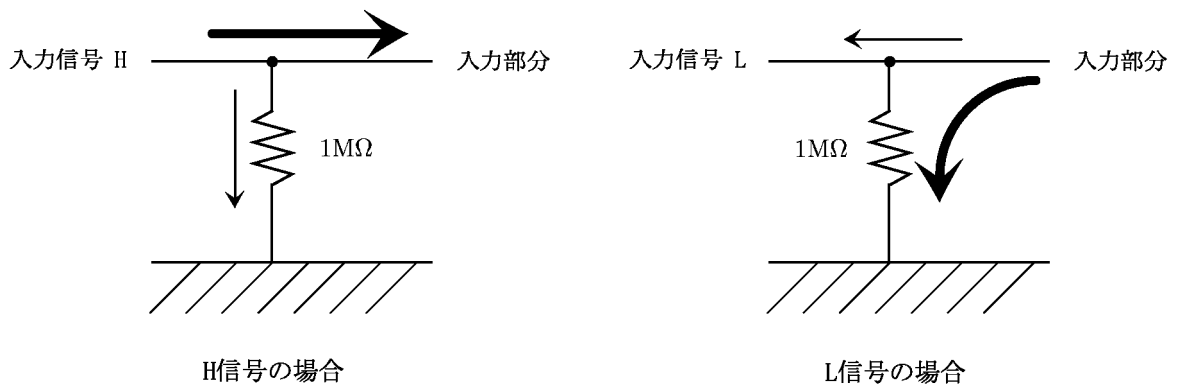 入力信号 H
入力部分
1MΩ
H信号の場合
入力信号 L
入力部分
1MΩ
L信号の場合